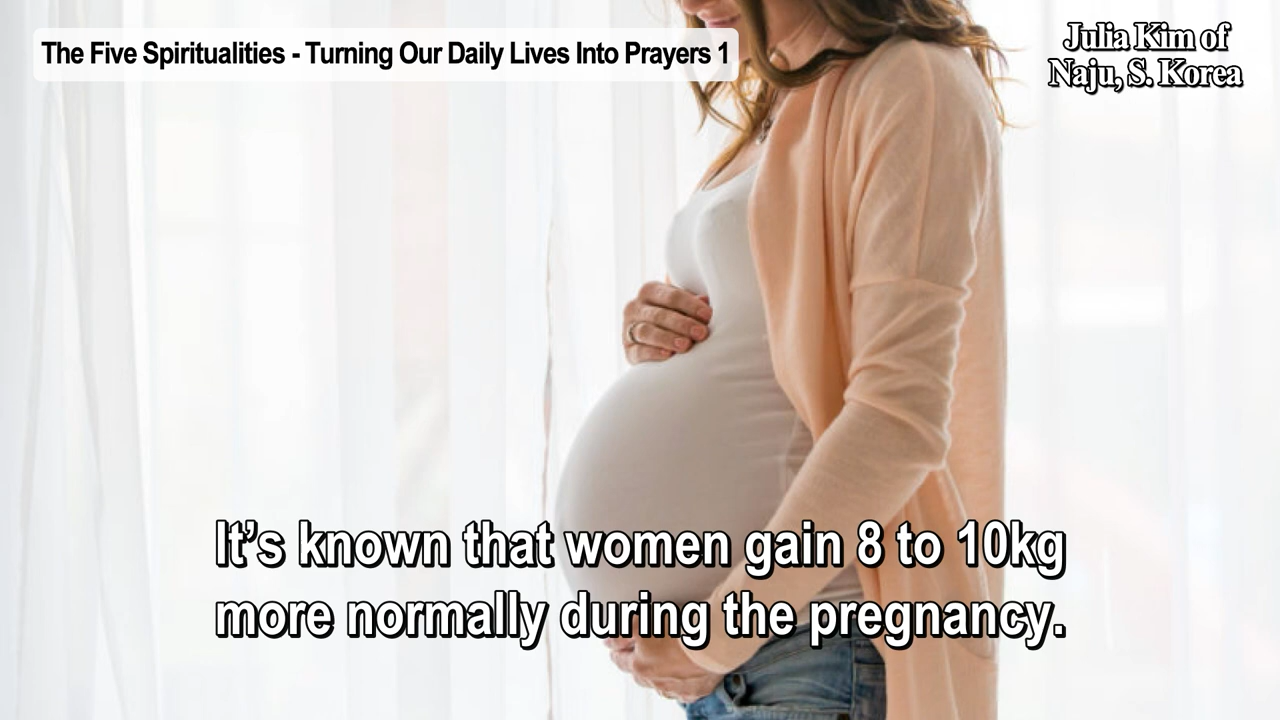 The Five Spiritualities - Turning Our Daily Lives Into Prayers 1
Julia Kim of
Naju, S. Korea
It’s known that women gain 8 to 10kg
more normally during the pregnancy.